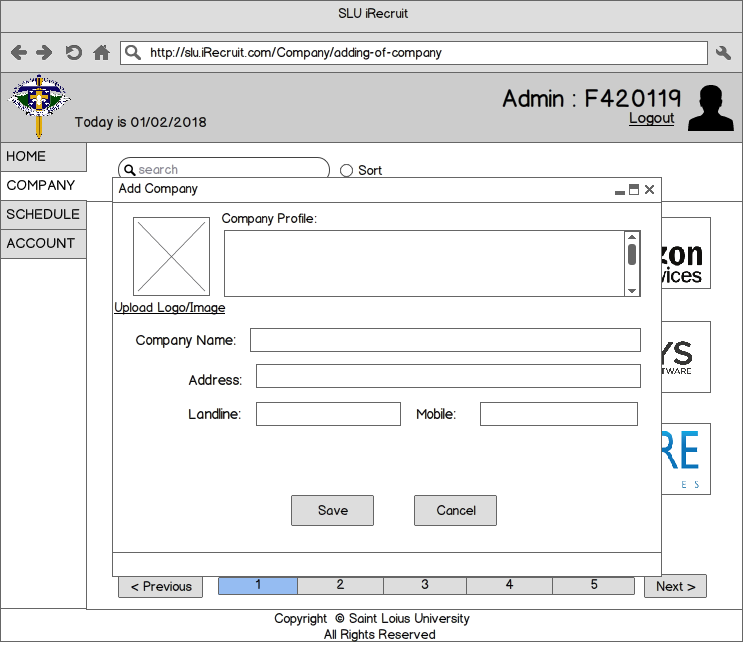 SLU iRecruit
http://slu.iRecruit.com/Company/adding-of-company
Admin : F420119
Logout
Today is 01/02/2018
HOME
COMPANY
SCHEDULE
ACCOUNT
search
Sort
Add Company
Company Profile:
Upload Logo/Image
Company Name:
Address:
Landline:
Mobile:
Save
Cancel
zon
vices
YS
TWARE
RE
E S
< Previous
1 2 3 4 5
Next >
Copyright © Saint Loius University
All Rights Reserved